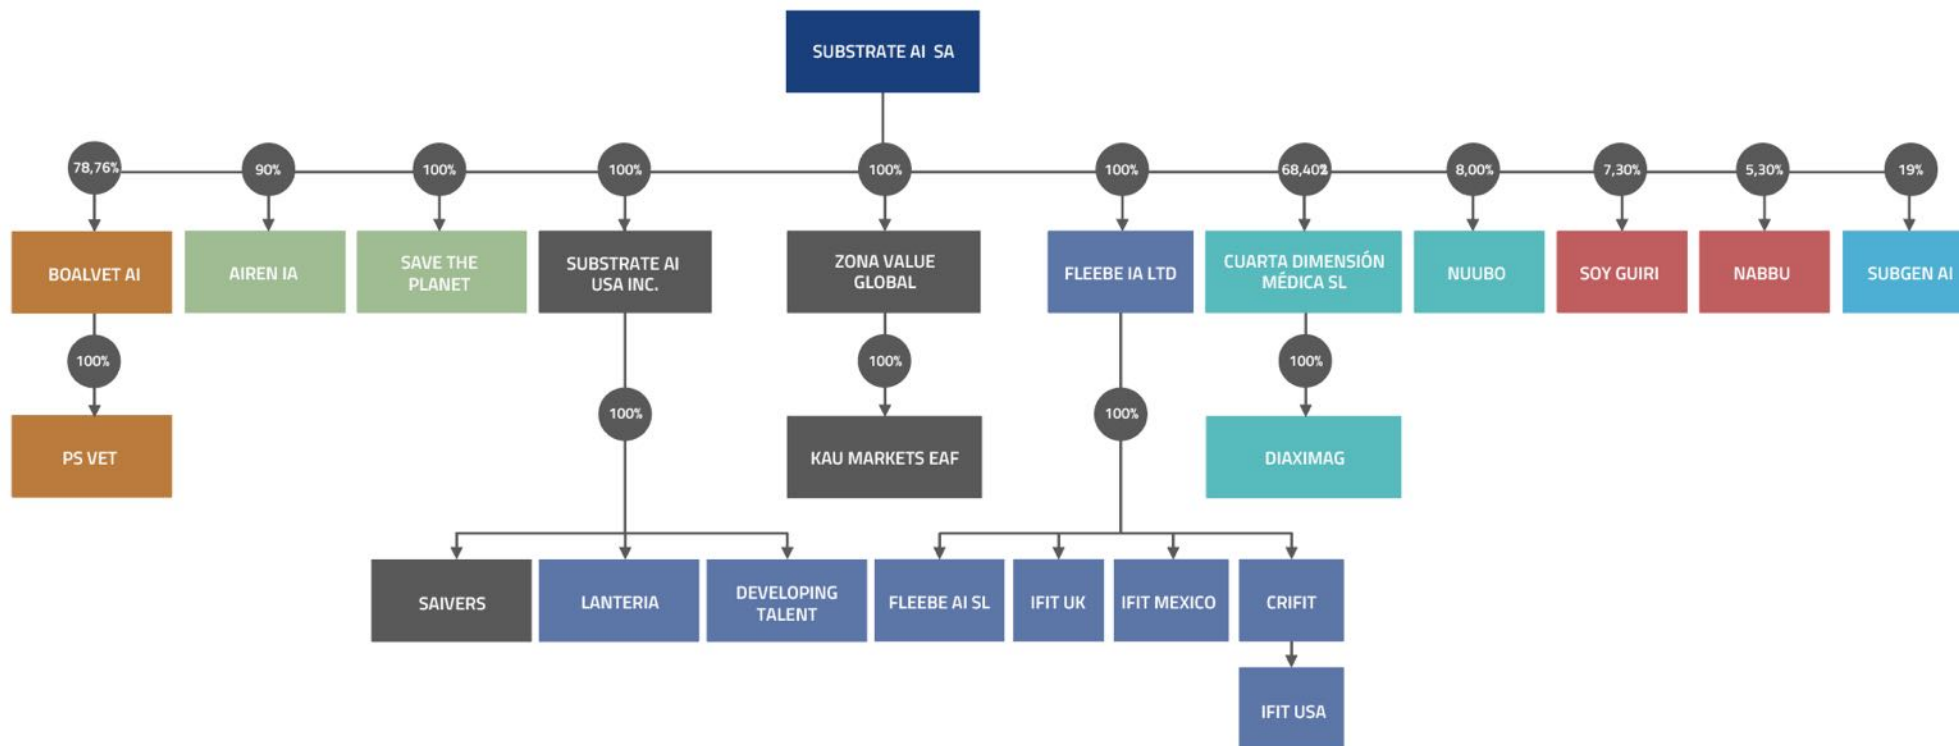 SUBSTRATE AI SA
78,76%
90%
100%
100%
100%
100%
68,40%
8,00%
7,30%
5,30%
19%
BOALVET AI
AIREN IA
SAVE THE
PLANET
SUBSTRATE AI
USA INC.
ZONA VALUE
GLOBAL
FLEEBE IA LTD
CUARTA DIMENSIÓN
MÉDICA SL
NUUBO
SOY GUIRI
NABBU
SUBGEN AI
100%
100%
100%
100%
100%
PS VET
KAU MARKETS EAF
DIAXIMAG
SAIVERS
LANTERIA
DEVELOPING
TALENT
FLEEBE AI SL
IFIT UK
IFIT MEXICO
CRIFIT
IFIT USA